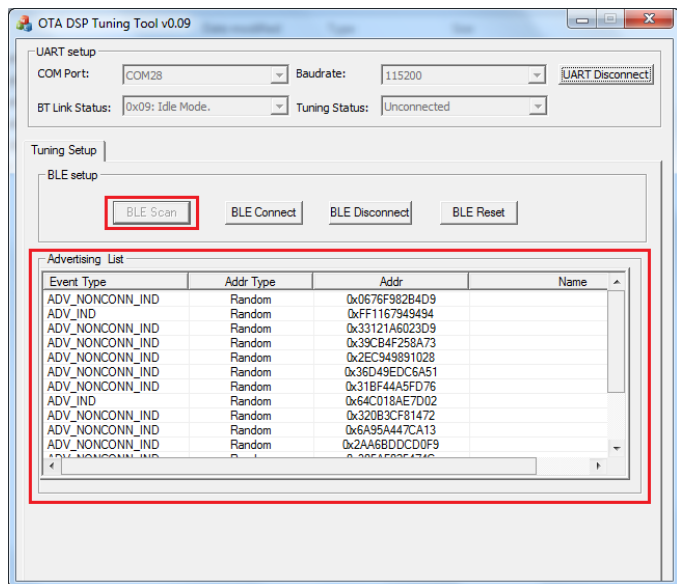 OTA DSP Tuning Tool v0.09
UART setup
COM Port: COM28 Baudrate: 115200 UART Disconnect
BT Link Status: 0x09: Idle Mode. Tuning Status: Unconnected
Tuning Setup
BLE setup
BLE Scan BLE Connect BLE Disconnect BLE Reset
Advertising List
Event Type Addr Type Addr Name
ADV_NONCONN_IND Random 0x0676F982B4D9
ADV_IND Random 0xFF1167949494
ADV_NONCONN_IND Random 0x33121A6023D9
ADV_NONCONN_IND Random 0x39CB4F258A73
ADV_NONCONN_IND Random 0x2EC949891028
ADV_NONCONN_IND Random 0x36D49EDC6A51
ADV_NONCONN_IND Random 0x31BF44A5FD76
ADV_IND Random 0x64C018AE7D02
ADV_NONCONN_IND Random 0x320B3CF81472
ADV_NONCONN_IND Random 0x6A95A447CA13
ADV_NONCONN_IND Random 0x2AA6BDDCD0F9
ADV_NONCONN_IND